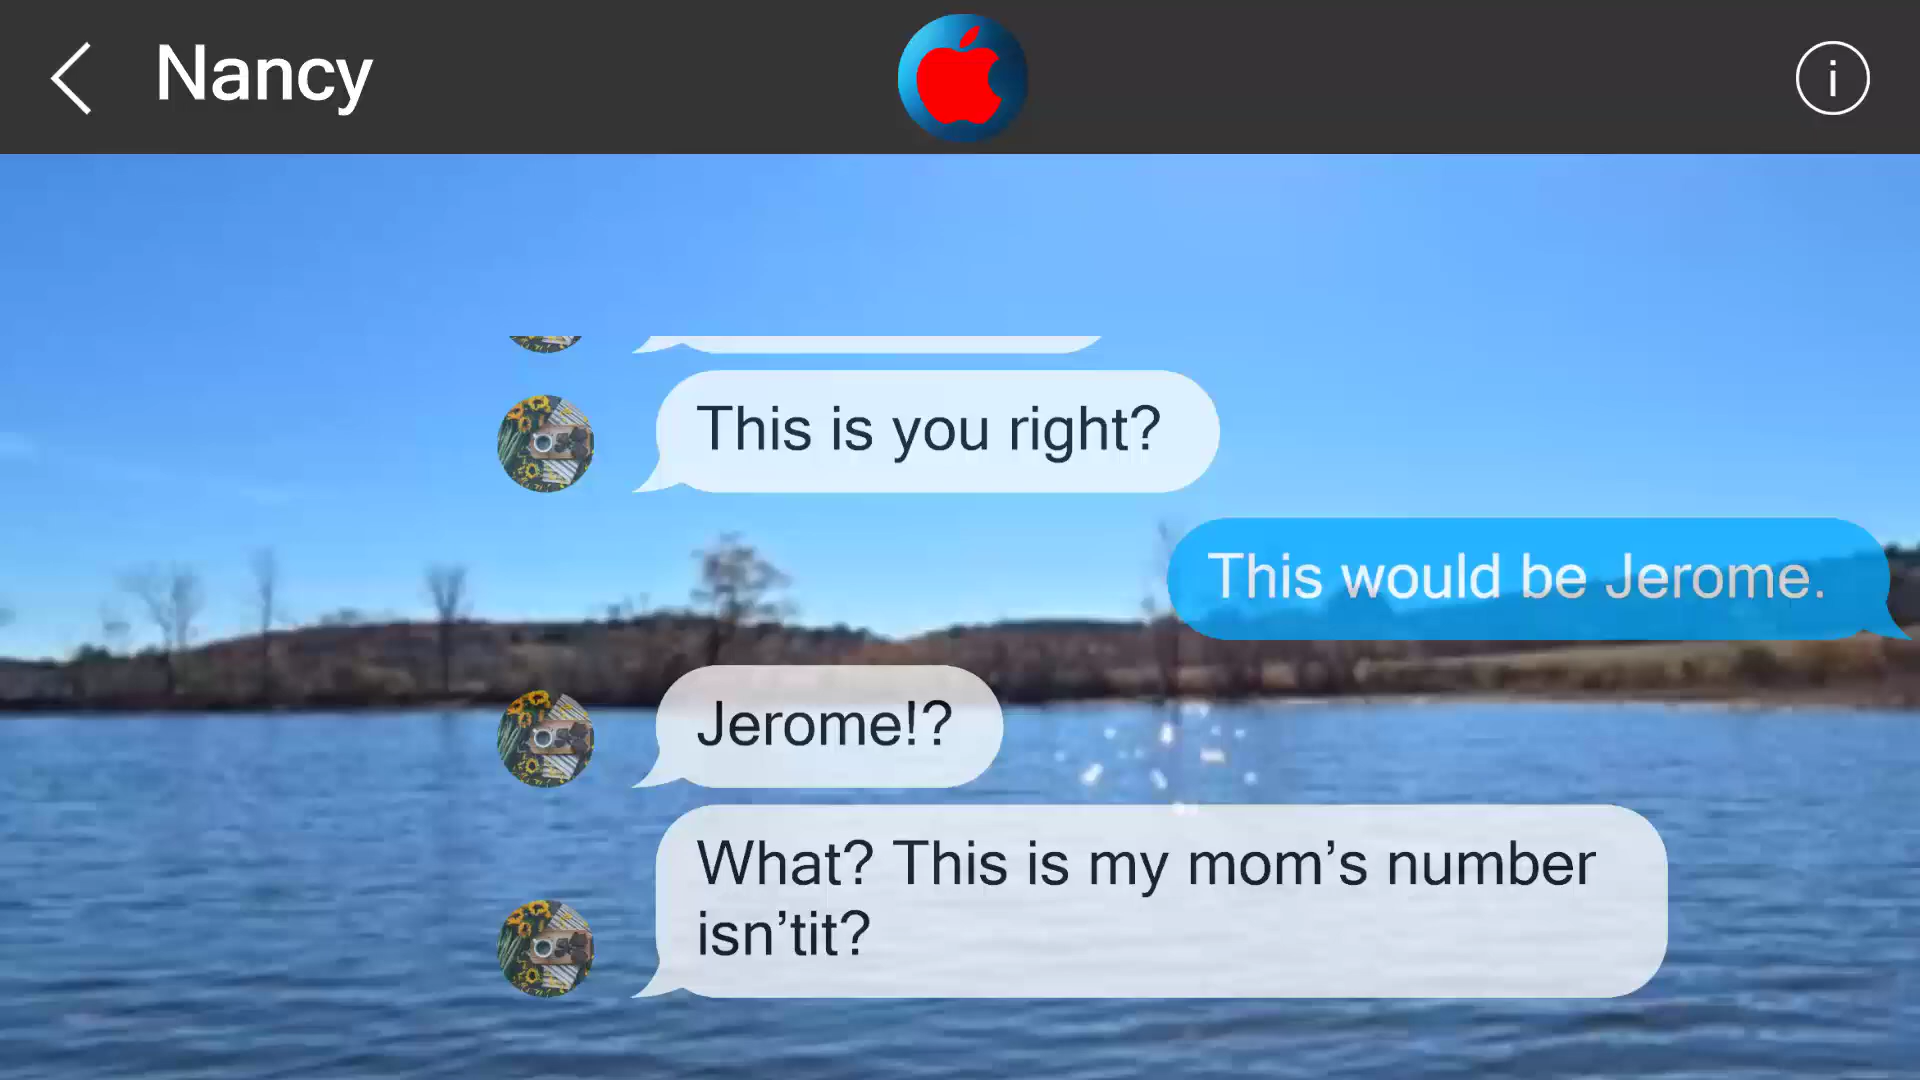 Nancy
This is you right?
This would be Jerome.
Jerome!?
What? This is my mom’s number
isn’tit?